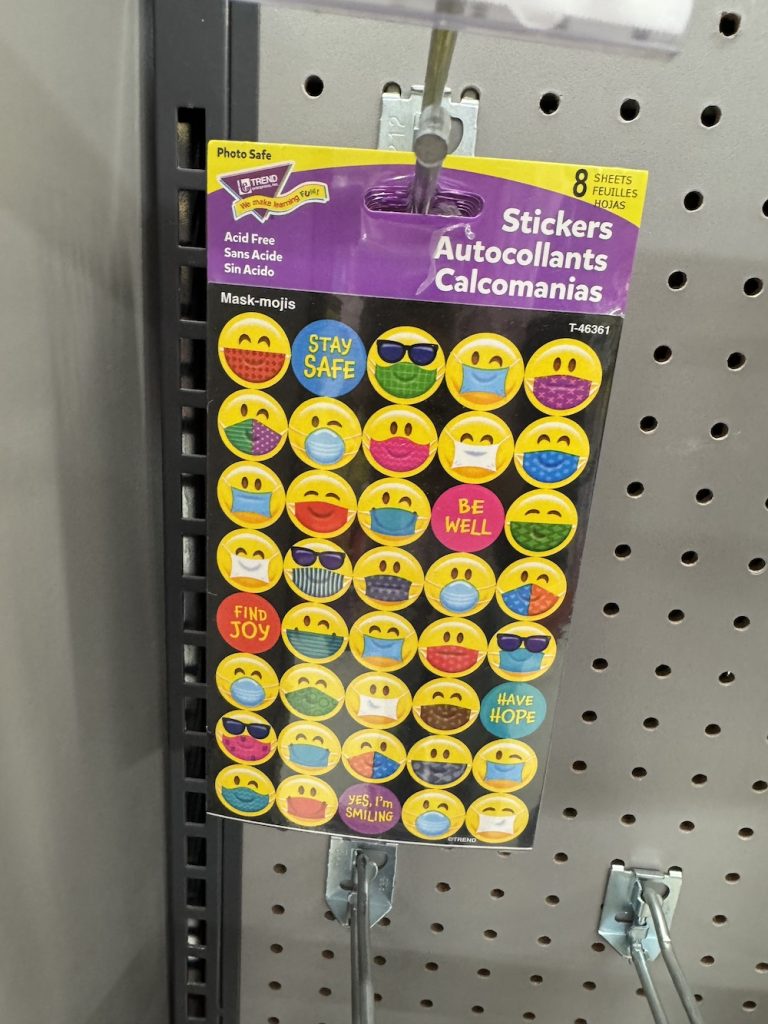 Photo Safe
TREND
We make learning FUN!
8 SHEETS
FEUILLES
HOJAS
Acid Free
Sans Acide
Sin Acido
Stickers
Autocollants
Calcomanias
Mask-mojis
T-46361
STAY
SAFE
BE
WELL
FIND
JOY
HAVE
HOPE
YES, I'm
SMILING
©TREND